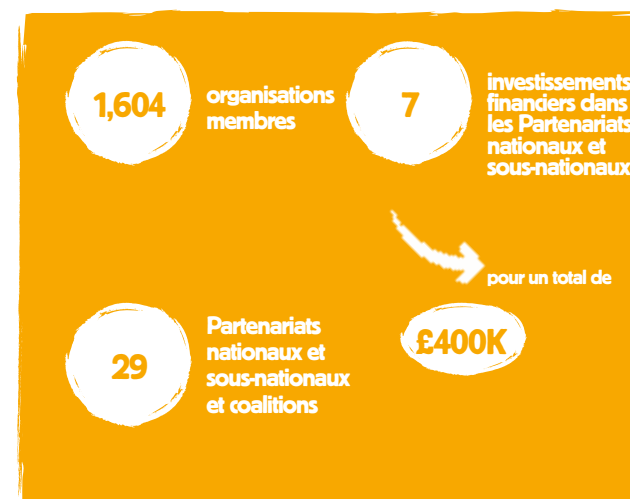 1,604
organisations
membres
7
investissements
financiers dans
les Partenariats
nationaux et
sous-nationaux
pour un total de
£400K
29
Partenariats
nationaux et
sous-nationaux
et coalitions